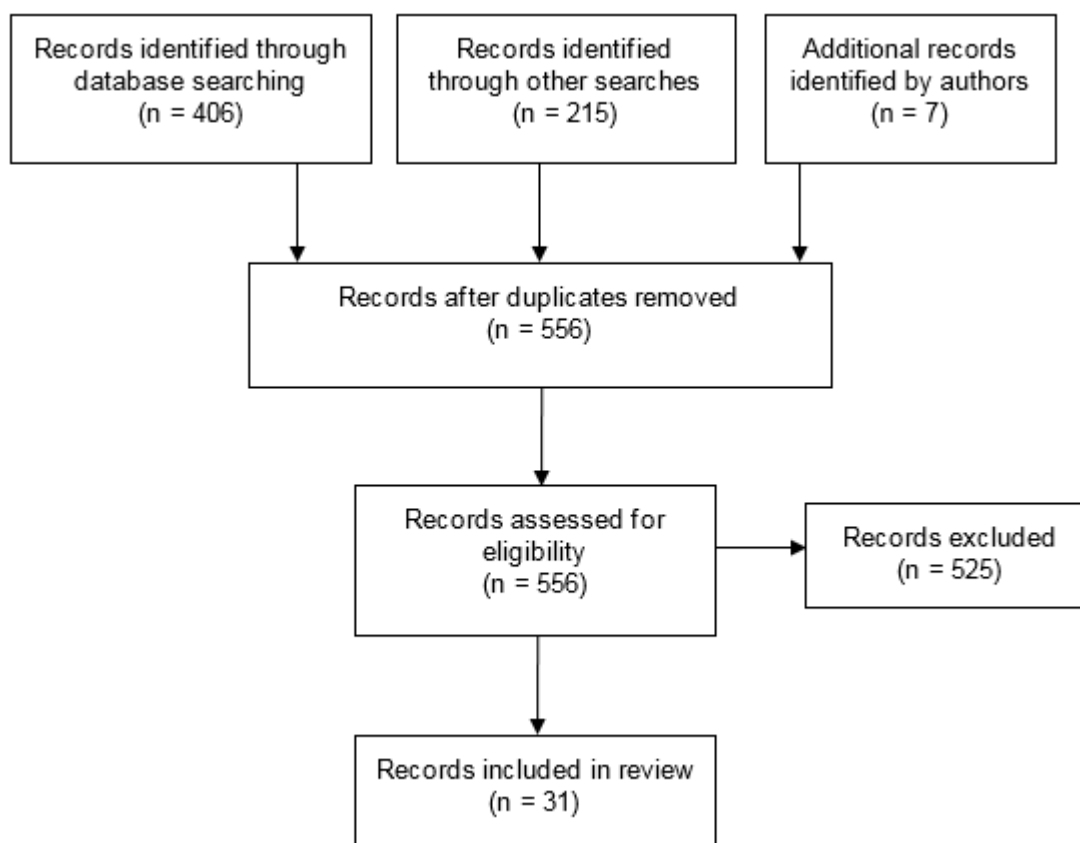 Records identified through
database searching
(n = 406)
Records identified
through other searches
(n = 215)
Additional records
identified by authors
(n = 7)
Records after duplicates removed
(n = 556)
Records assessed for
eligibility
(n = 556)
Records excluded
(n = 525)
Records included in review
(n = 31)